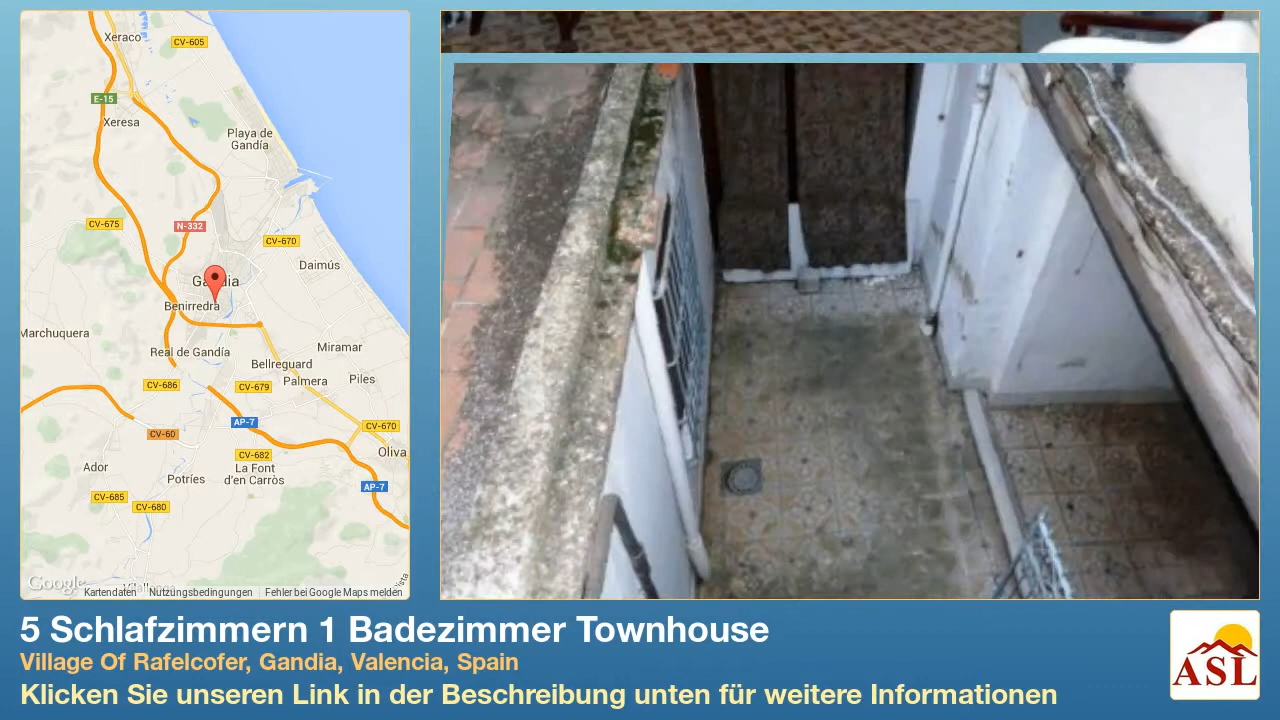 Xeraco
CV-605
E-15
Xeresa
Playa de
Gandía
CV-675
N-332
CV-670
Daimús
Benirredrà
Marchuquera
Real de Gandía
Miramar
Bellreguard
CV-686
CV-679
Palmera
Piles
AP-7
CV-670
CV-60
CV-682
Oliva
Ador
La Font
d'en Carròs
Potríes
AP-7
CV-685
CV-680
Google
Kartendaten
Nutzungsbedingungen
Fehler bei Google Maps melden
5 Schlafzimmern 1 Badezimmer Townhouse
Village Of Rafelcofer, Gandia, Valencia, Spain
Klicken Sie unseren Link in der Beschreibung unten für weitere Informationen
ASL